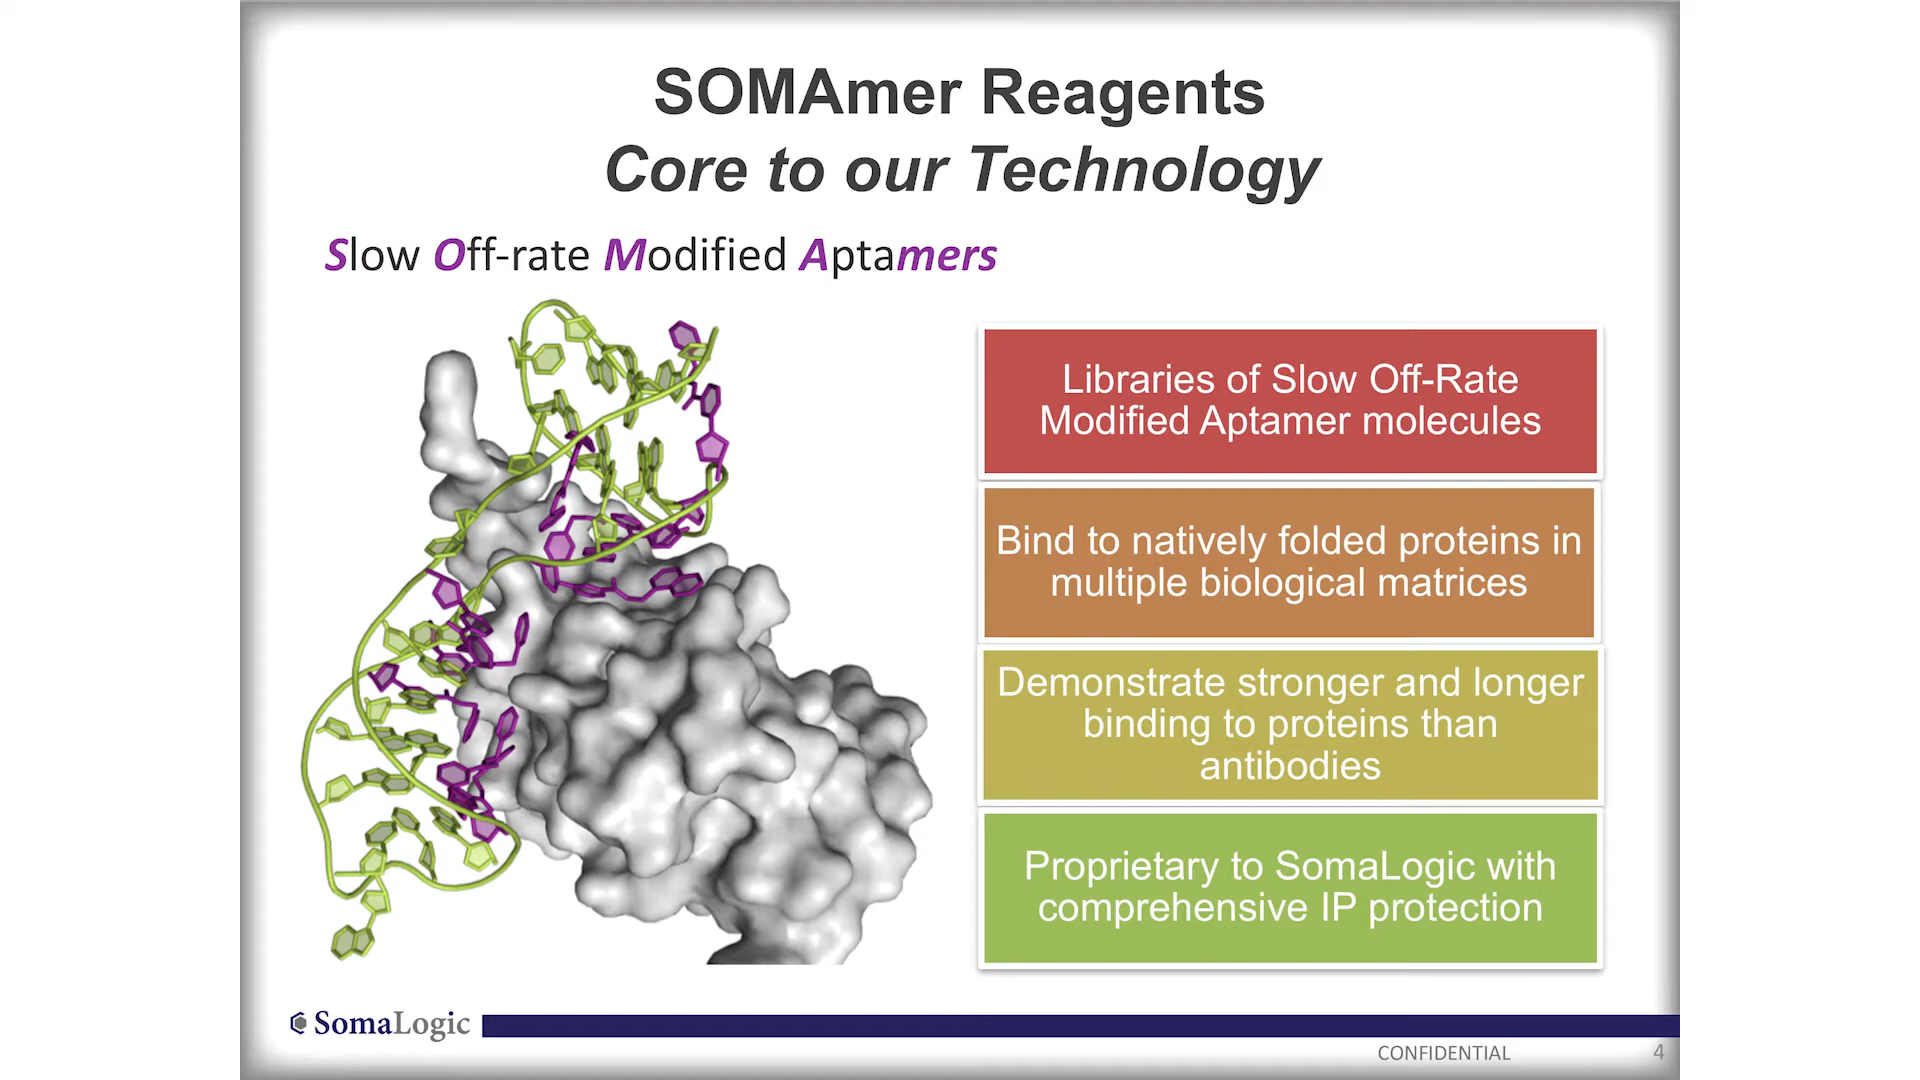 SOMAmer Reagents
Core to our Technology
Slow Off-rate Modified Aptamers
Libraries of Slow Off-Rate
Modified Aptamer molecules
Bind to natively folded proteins in
multiple biological matrices
Demonstrate stronger and longer
binding to proteins than
antibodies
Proprietary to SomaLogic with
comprehensive IP protection
SomaLogic
CONFIDENTIAL
4